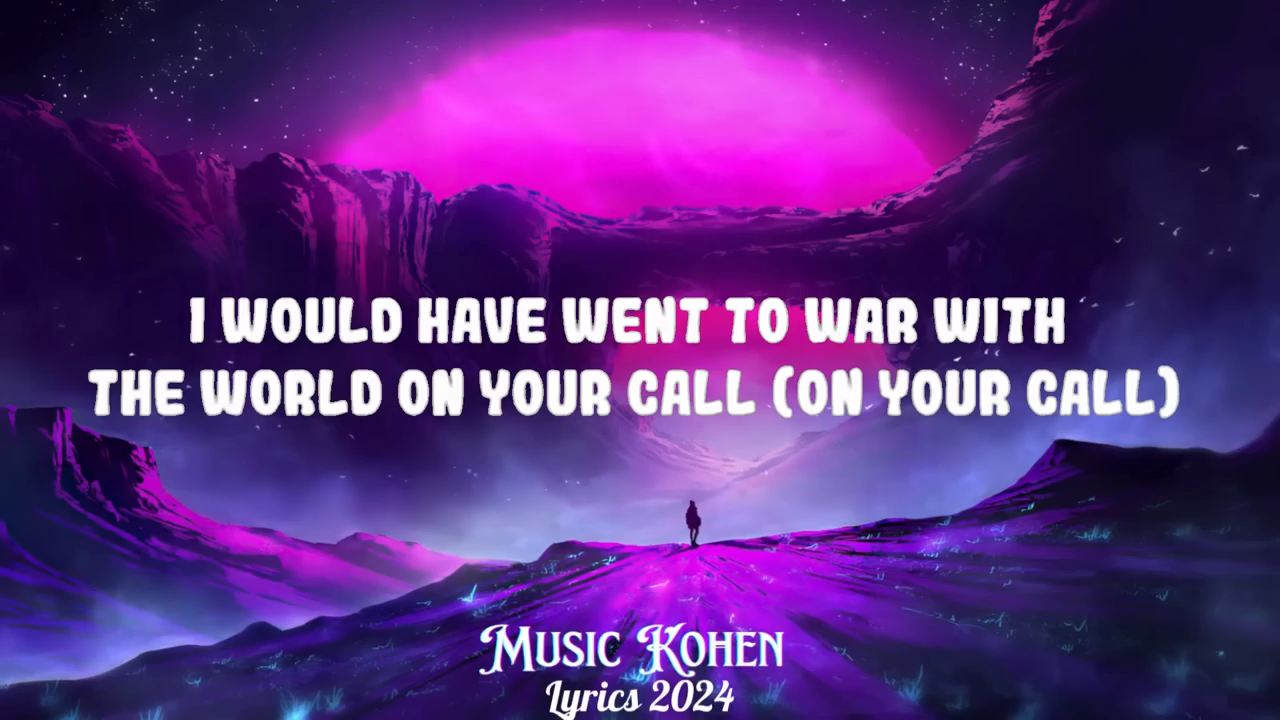 I WOULD HAVE WENT TO WAR WITH
THE WORLD ON YOUR CALL (ON YOUR CALL)
MUSIC KOHEN
Lyrics 2024